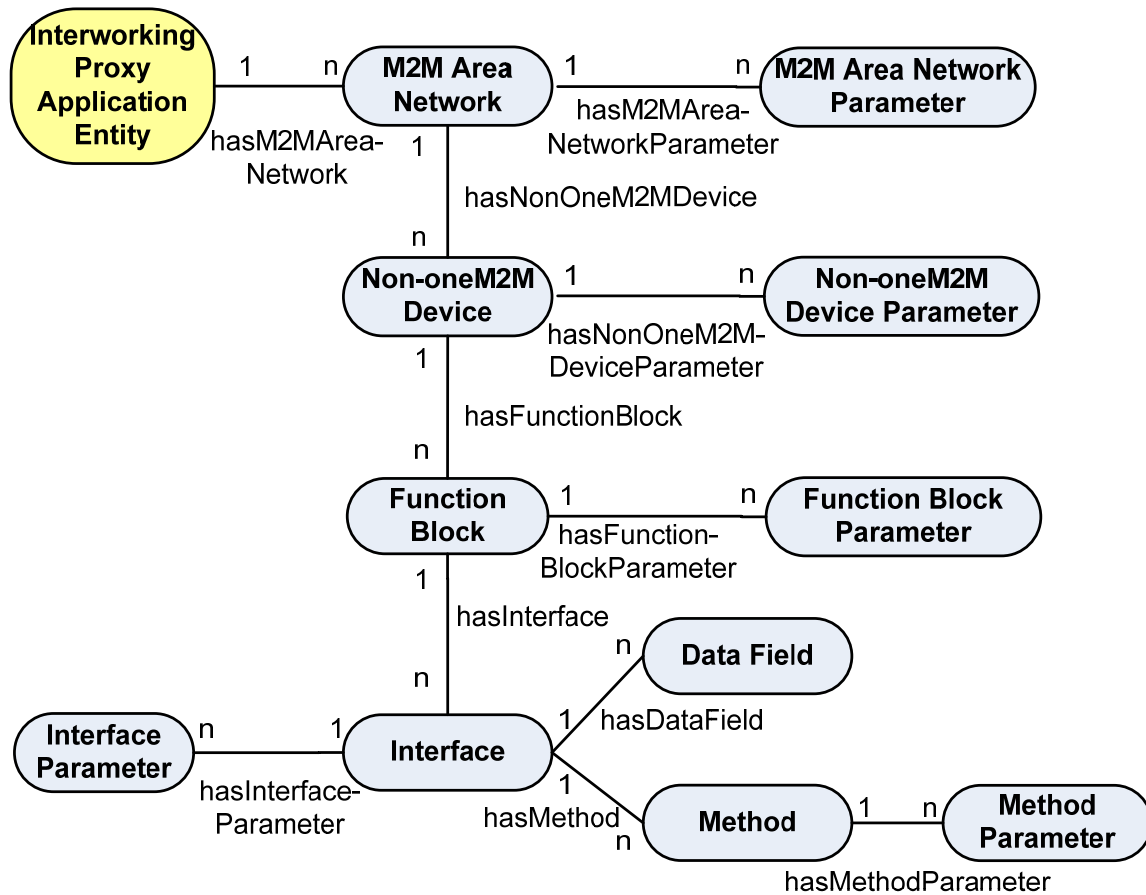 Interworking
Proxy
Application
Entity
1
n
hasM2MArea-
Network
M2M Area
Network
1
n
hasM2MArea-
NetworkParameter
M2M Area Network
Parameter
1
hasNonOneM2MDevice
n
Non-oneM2M
Device
1
n
hasNonOneM2M-
DeviceParameter
Non-oneM2M
Device Parameter
1
hasFunctionBlock
n
Function
Block
1
n
hasFunction-
BlockParameter
Function Block
Parameter
1
hasInterface
n
Interface
1
n
hasInterface-
Parameter
Interface
Parameter
1
n
hasDataField
Data Field
1
hasMethod
n
Method
1
n
hasMethodParameter
Method
Parameter